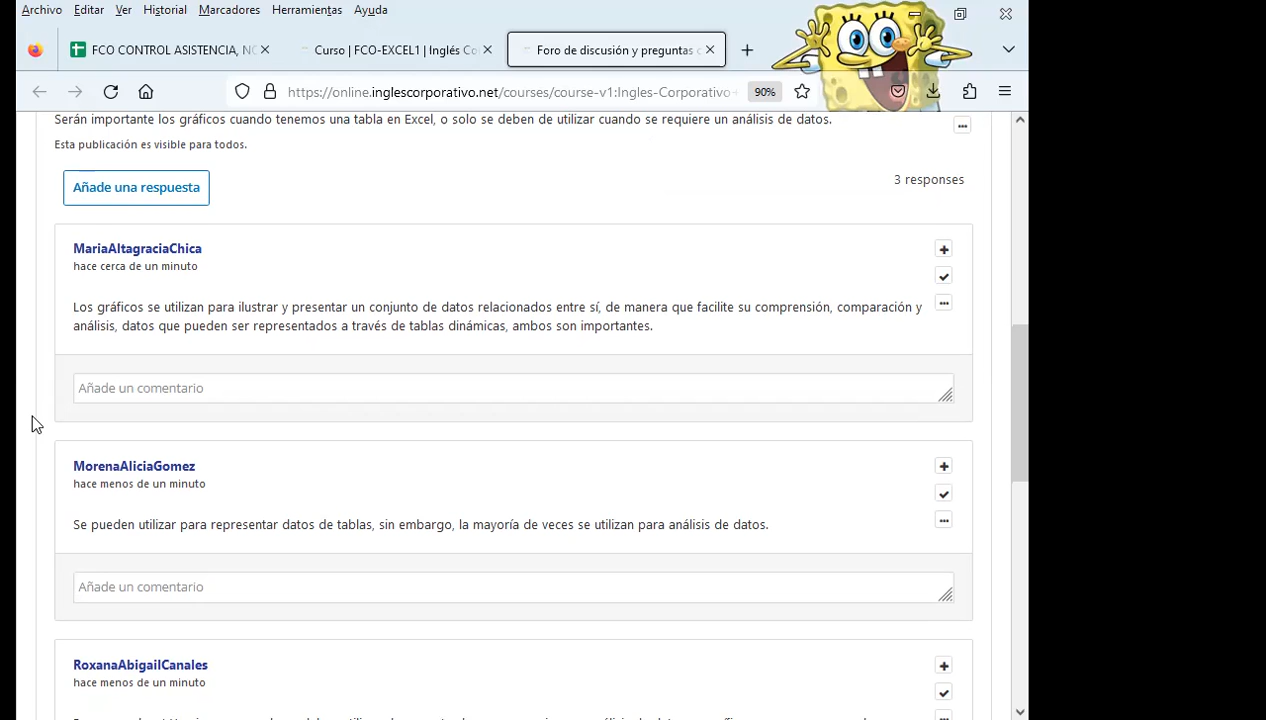 Archivo Editar Ver Historial Marcadores Herramientas Ayuda
FCO CONTROL ASISTENCIA, NO
Curso | FCO-EXCEL1 | Inglés Co
Foro de discusión y preguntas
https://online.inglescorporativo.net/courses/course-v1:Ingles-Corporativo
90%
Serán importante los gráficos cuando tenemos una tabla en Excel, o solo se deben de utilizar cuando se requiere un análisis de datos.
Esta publicación es visible para todos.
Añade una respuesta
3 responses
MariaAltagraciaChica
hace cerca de un minuto
Los gráficos se utilizan para ilustrar y presentar un conjunto de datos relacionados entre sí, de manera que facilite su comprensión, comparación y
análisis, datos que pueden ser representados a través de tablas dinámicas, ambos son importantes.
Añade un comentario
MorenaAliciaGomez
hace menos de un minuto
Se pueden utilizar para representar datos de tablas, sin embargo, la mayoría de veces se utilizan para análisis de datos.
Añade un comentario
RoxanaAbigailCanales
hace menos de un minuto